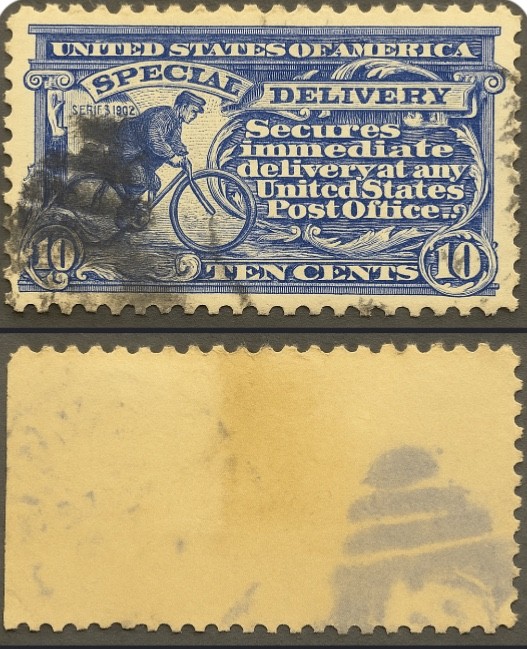 UNITED STATES OF AMERICA
SPECIAL DELIVERY
SERIES 1902
Secures
immediate
delivery at any
United States
Post Office..
10 TEN CENTS 10